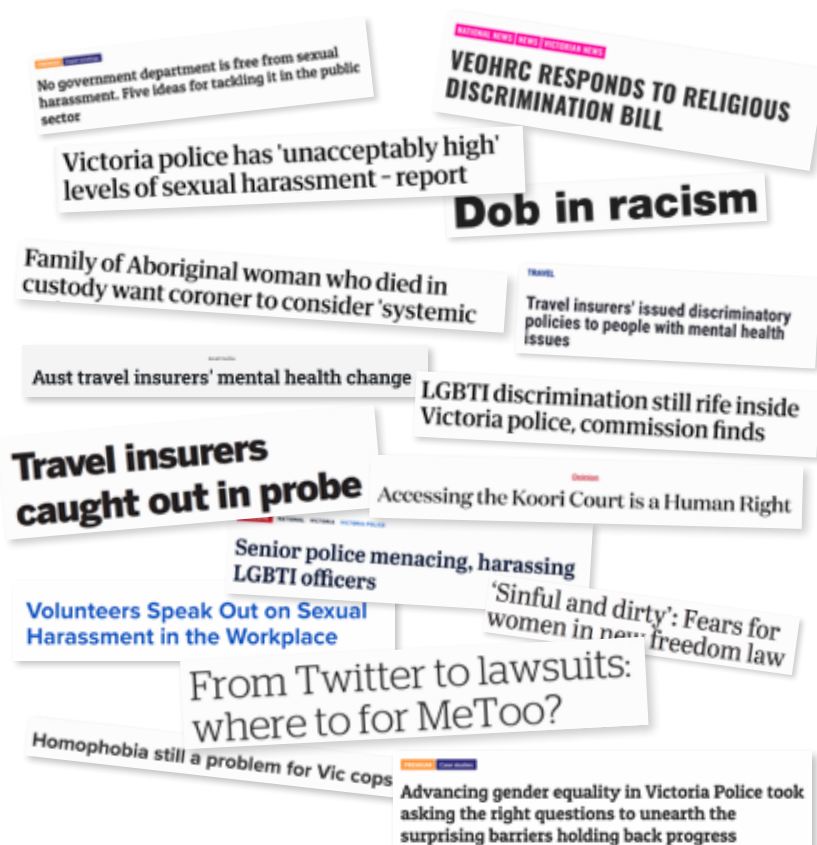 No government department is free from sexual
harassment. Five ideas for tackling it in the public
sector
NATIONAL NEWS NEWS VICTORIAN NEWS
VEOHRC RESPONDS TO RELIGIOUS
DISCRIMINATION BILL
Victoria police has 'unacceptably high'
levels of sexual harassment – report
Dob in racism
Family of Aboriginal woman who died in
custody want coroner to consider 'systemic
TRAVEL
Travel insurers' issued discriminatory
policies to people with mental health
issues
Aust travel insurers' mental health change
LGBTI discrimination still rife inside
Victoria police, commission finds
Travel insurers
caught out in probe
Opinion
Accessing the Koori Court is a Human Right
NATIONAL VICTORIA VICTORIA POLICE
Senior police menacing, harassing
LGBTI officers
'Sinful and dirty': Fears for
women in new freedom law
Volunteers Speak Out on Sexual
Harassment in the Workplace
From Twitter to lawsuits:
where to for MeToo?
Homophobia still a problem for Vic cops
PREMIUM Case studies
Advancing gender equality in Victoria Police took
asking the right questions to unearth the
surprising barriers holding back progress